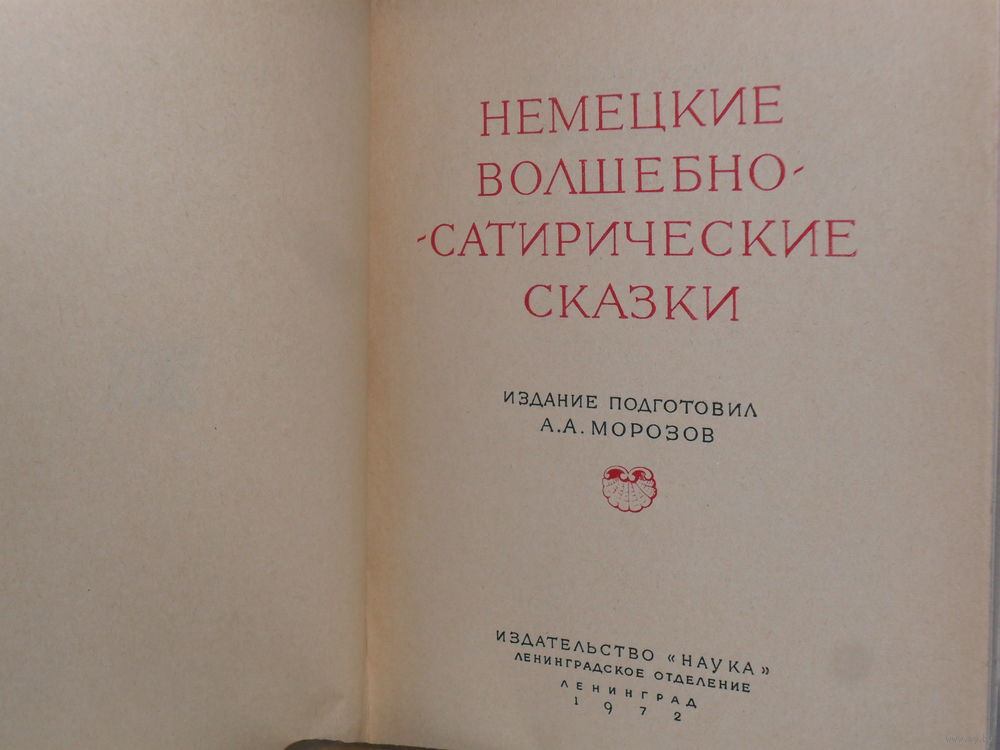 НЕМЕЦКИЕ
ВОЛШЕБНО-
-САТИРИЧЕСКИЕ
СКАЗКИ
ИЗДАНИЕ ПОДГОТОВИЛ
А.А. МОРОЗОВ
ИЗДАТЕЛЬСТВО «НАУКА»
ЛЕНИНГРАДСКОЕ ОТДЕЛЕНИЕ
ЛЕНИНГРАД
1972